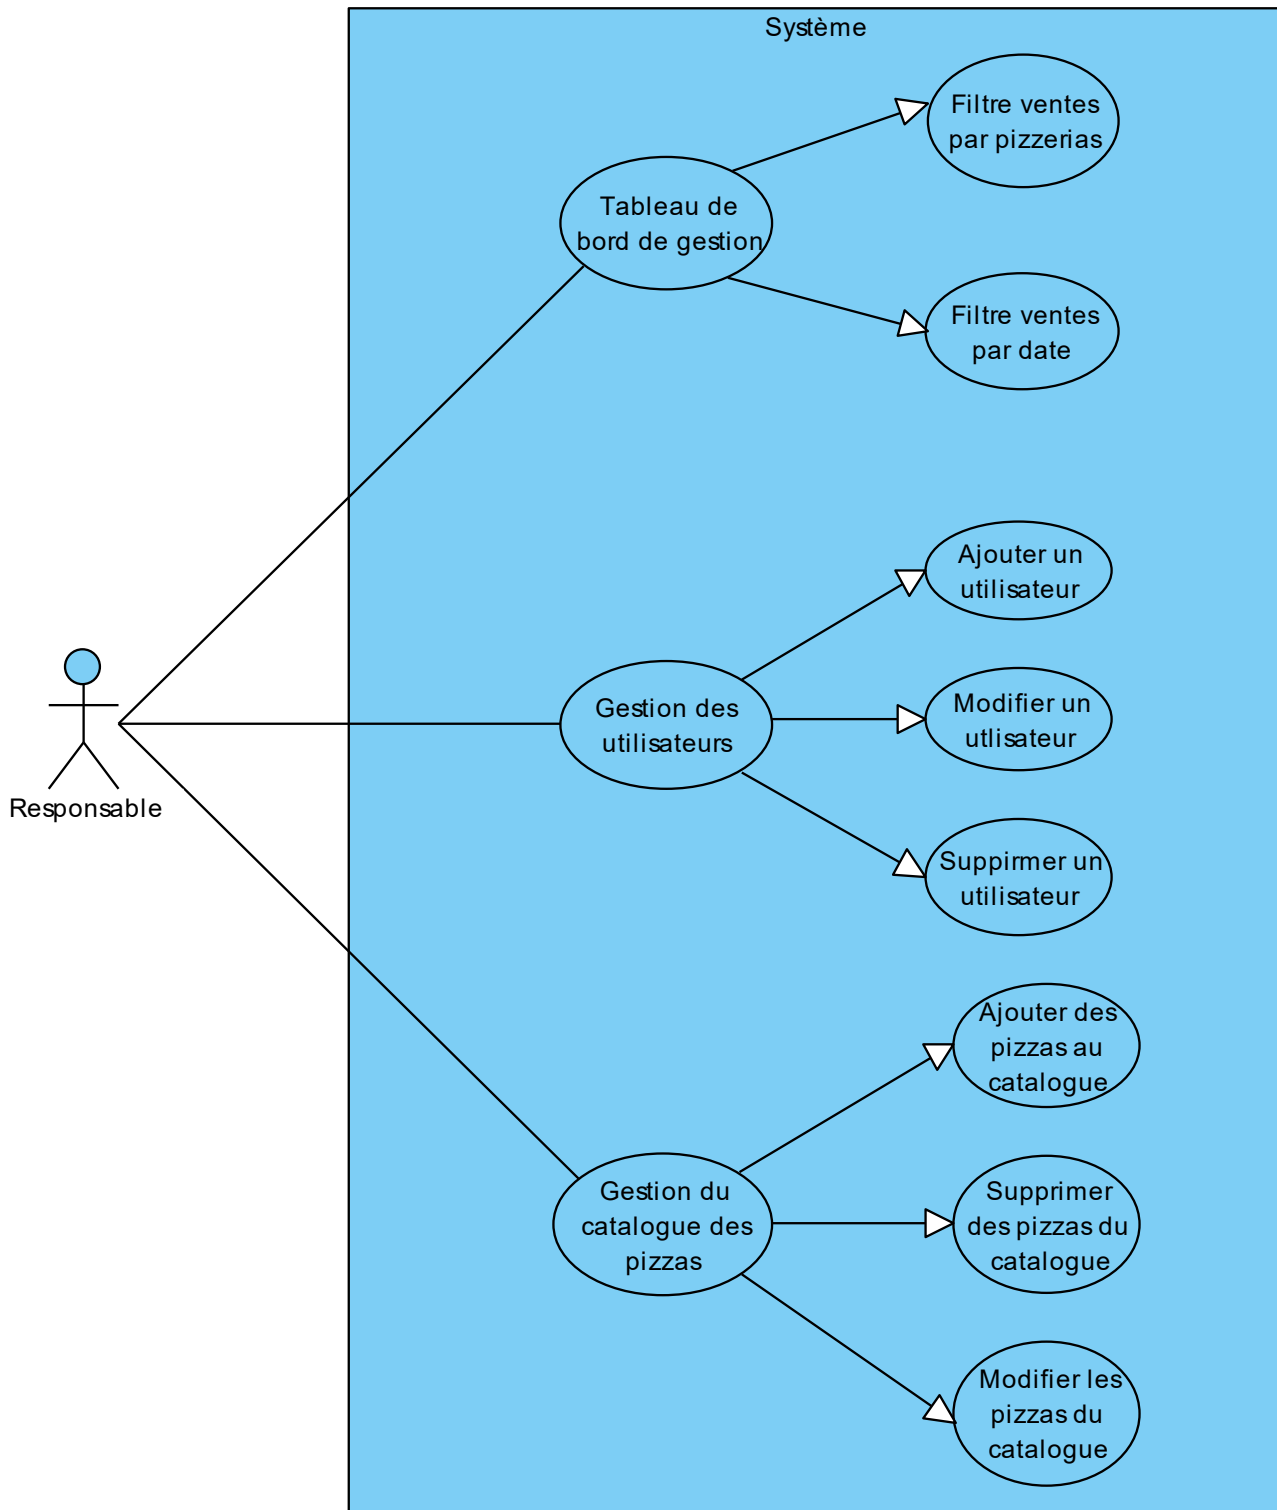 Système
Filtre ventes
par pizzerias
Tableau de
bord de gestion
Filtre ventes
par date
Ajouter un
utilisateur
Gestion des
utilisateurs
Modifier un
utlisateur
Responsable
Suppirmer un
utilisateur
Ajouter des
pizzas au
catalogue
Gestion du
catalogue des
pizzas
Supprimer
des pizzas du
catalogue
Modifier les
pizzas du
catalogue